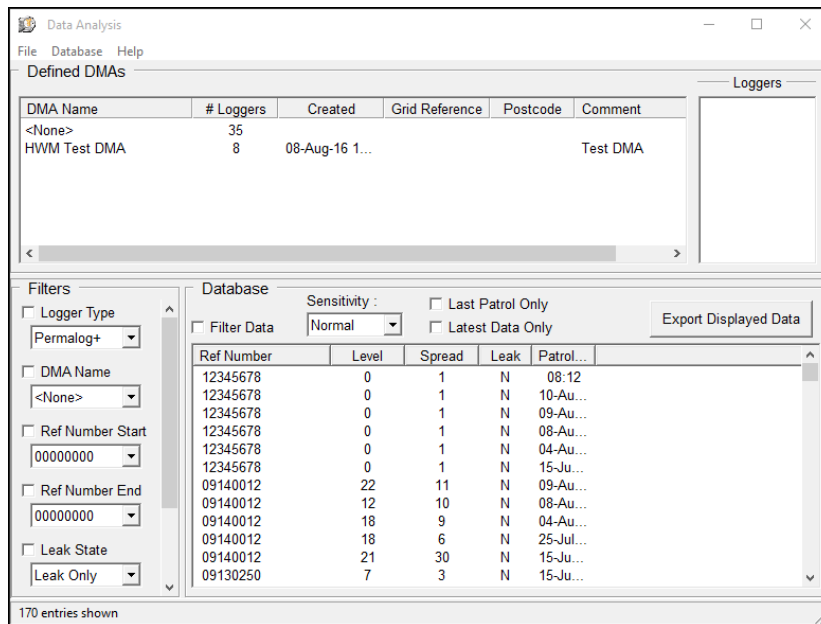 Data Analysis
File Database Help
Defined DMAs
Loggers
DMA Name # Loggers Created Grid Reference Postcode Comment
<None> 35
HWM Test DMA 8 08-Aug-16 1... Test DMA
Filters
Logger Type
Permalog+
DMA Name
<None>
Ref Number Start
00000000
Ref Number End
00000000
Leak State
Leak Only
Database
Sensitivity :
Last Patrol Only
Filter Data Normal Latest Data Only
Export Displayed Data
Ref Number Level Spread Leak Patrol...
12345678 0 1 N 08:12
12345678 0 1 N 10-Au...
12345678 0 1 N 09-Au...
12345678 0 1 N 08-Au...
12345678 0 1 N 04-Au...
12345678 0 1 N 15-Ju...
09140012 22 11 N 09-Au...
09140012 12 10 N 08-Au...
09140012 18 9 N 04-Au...
09140012 18 6 N 25-Jul...
09140012 21 30 N 15-Ju...
09130250 7 3 N 15-Ju...
170 entries shown